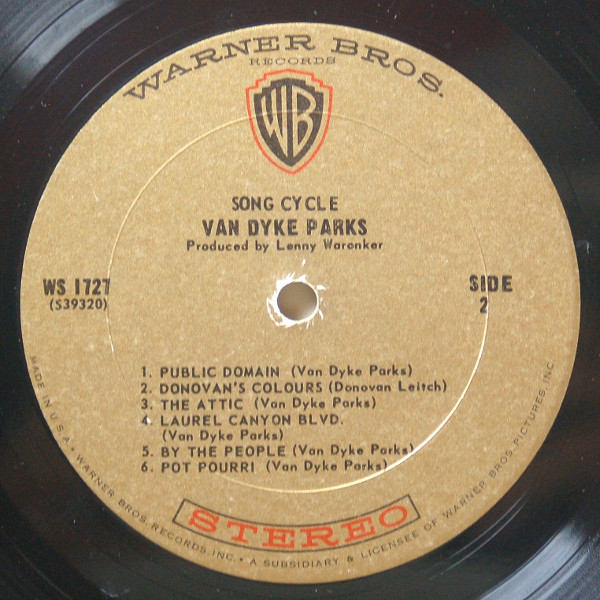 WARNER BROS.
RECORDS
WB
SONG CYCLE
VAN DYKE PARKS
Produced by Lenny Waronker
WS 1727
(S39320)
SIDE
2
1. PUBLIC DOMAIN (Van Dyke Parks)
2. DONOVAN'S COLOURS (Donovan Leitch)
3. THE ATTIC (Van Dyke Parks)
4. LAUREL CANYON BLVD.
(Van Dyke Parks)
5. BY THE PEOPLE (Van Dyke Parks)
6. POT POURRI (Van Dyke Parks)
STEREO
MADE IN U.S.A. • WARNER BROS. RECORDS, INC. • A SUBSIDIARY & LICENSEE OF WARNER BROS. PICTURES, INC.